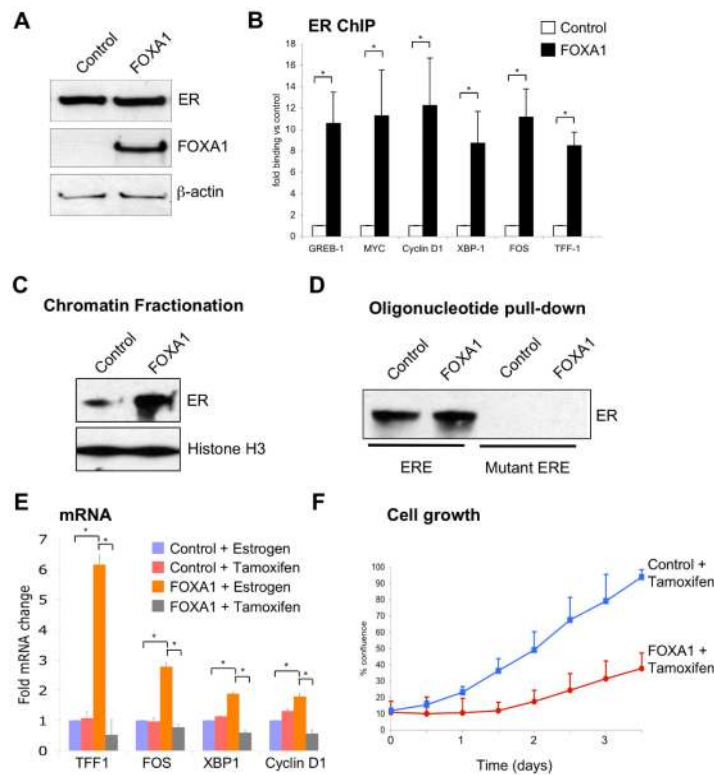 A
Control
FOXA1
ER
FOXA1
β-actin
B
ER ChIP
Control
FOXA1
fold binding vs control
18
16
14
12
10
8
6
4
2
0
* * * * * *
GREB-1 MYC Cyclin D1 XBP-1 FOS TFF-1
C
Chromatin Fractionation
Control
FOXA1
ER
Histone H3
D
Oligonucleotide pull-down
Control
FOXA1
Control
FOXA1
ER
ERE
Mutant ERE
E
mRNA
Control + Estrogen
Control + Tamoxifen
FOXA1 + Estrogen
FOXA1 + Tamoxifen
Fold mRNA change
7
6
5
4
3
2
1
0
* * * * * * * *
TFF1 FOS XBP1 Cyclin D1
F
Cell growth
% confluence
100
90
80
70
60
50
40
30
20
10
Control +
Tamoxifen
FOXA1 +
Tamoxifen
0 1 2 3
Time (days)